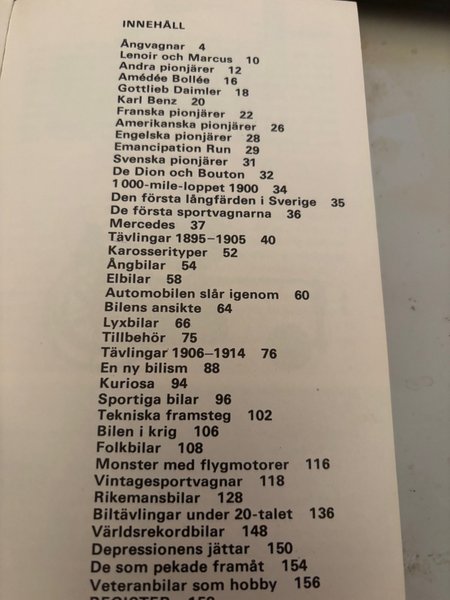 INNEHÅLL
Ångvagnar 4
Lenoir och Marcus 10
Andra pionjärer 12
Amédée Bollée 16
Gottlieb Daimler 18
Karl Benz 20
Franska pionjärer 22
Amerikanska pionjärer 26
Engelska pionjärer 28
Emancipation Run 29
Svenska pionjärer 31
De Dion och Bouton 32
1 000-mile-loppet 1900 34
Den första långfärden i Sverige 35
De första sportvagnarna 36
Mercedes 37
Tävlingar 1895–1905 40
Karosserityper 52
Ångbilar 54
Elbilar 58
Automobilen slår igenom 60
Bilens ansikte 64
Lyxbilar 66
Tillbehör 75
Tävlingar 1906–1914 76
En ny bilism 88
Kuriosa 94
Sportiga bilar 96
Tekniska framsteg 102
Bilen i krig 106
Folkbilar 108
Monster med flygmotorer 116
Vintagesportvagnar 118
Rikemansbilar 128
Biltävlingar under 20-talet 136
Världsrekordbilar 148
Depressionens jättar 150
De som pekade framåt 154
Veteranbilar som hobby 156
REGISTER 158